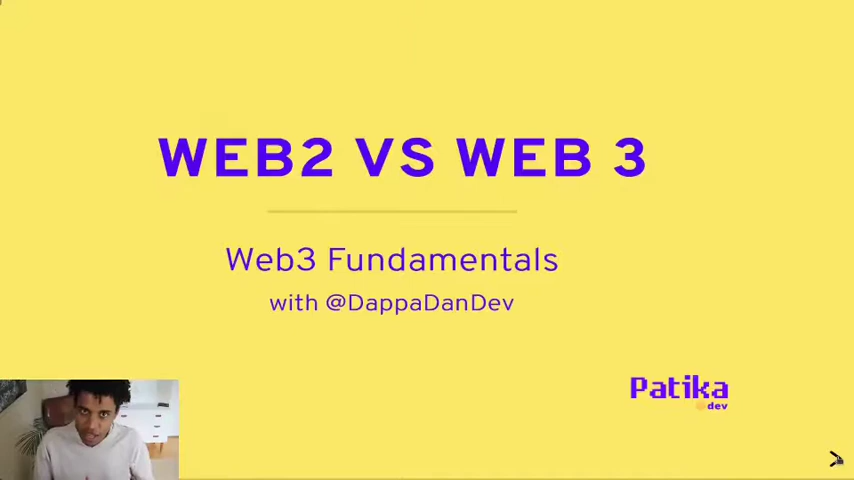 WEB2 VS WEB 3
Web3 Fundamentals
with @DappaDanDev
Patika
dev